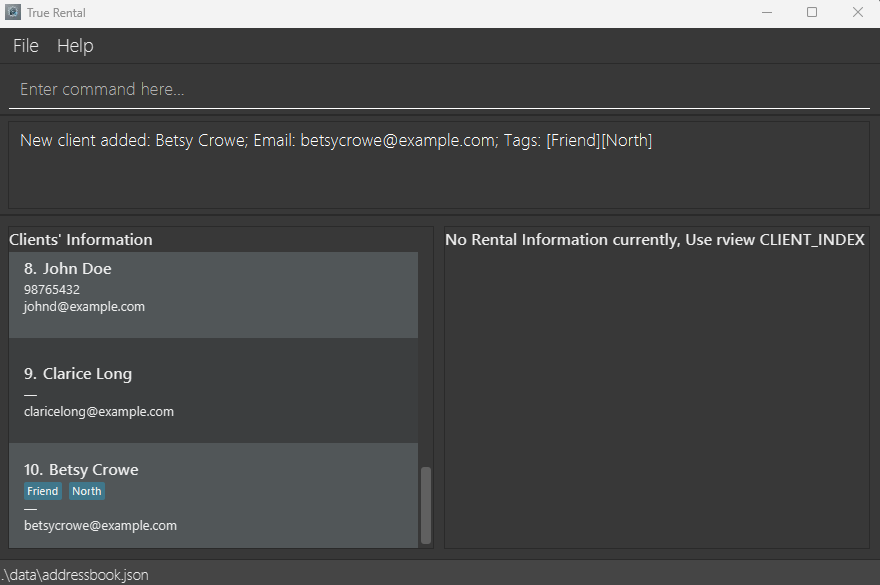 True Rental
File Help
Enter command here...
New client added: Betsy Crowe; Email: betsycrowe@example.com; Tags: [Friend][North]
Clients' Information
8. John Doe
98765432
johnd@example.com
9. Clarice Long
—
claricelong@example.com
10. Betsy Crowe
Friend North
—
betsycrowe@example.com
No Rental Information currently, Use rview CLIENT_INDEX
.\data\addressbook.json